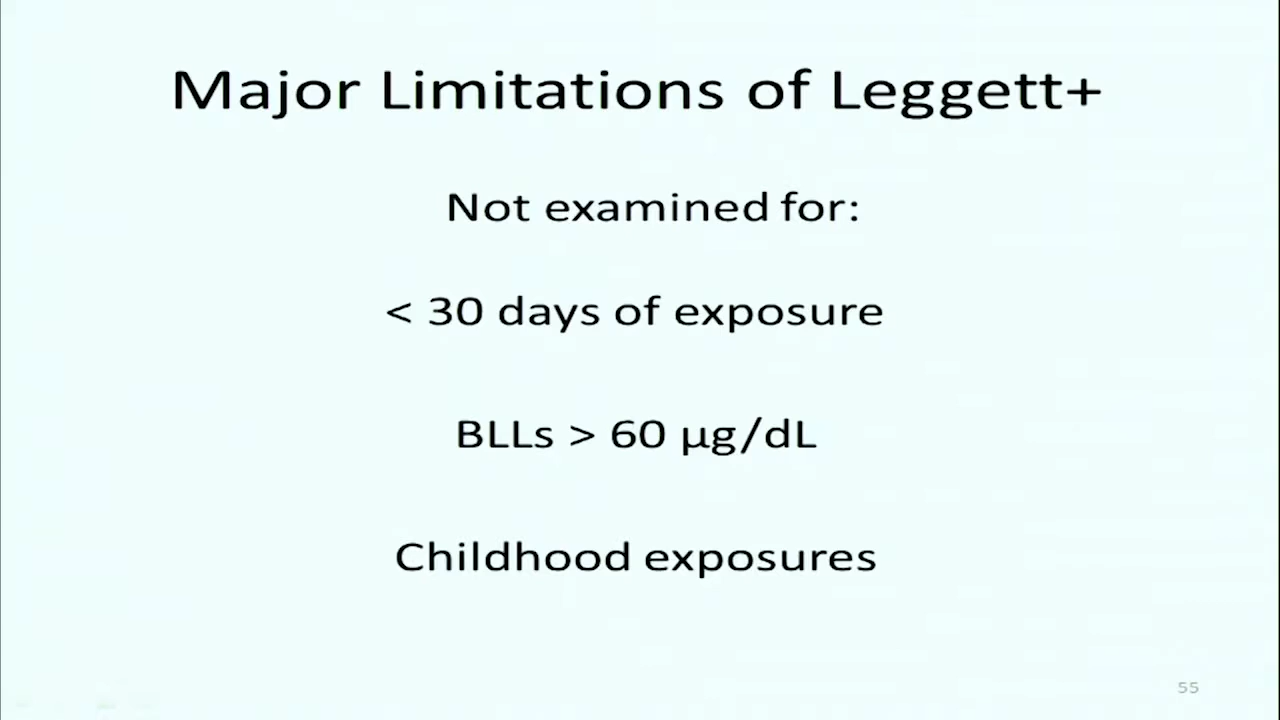 Major Limitations of Leggett+
Not examined for:
< 30 days of exposure
BLLs > 60 µg/dL
Childhood exposures
55